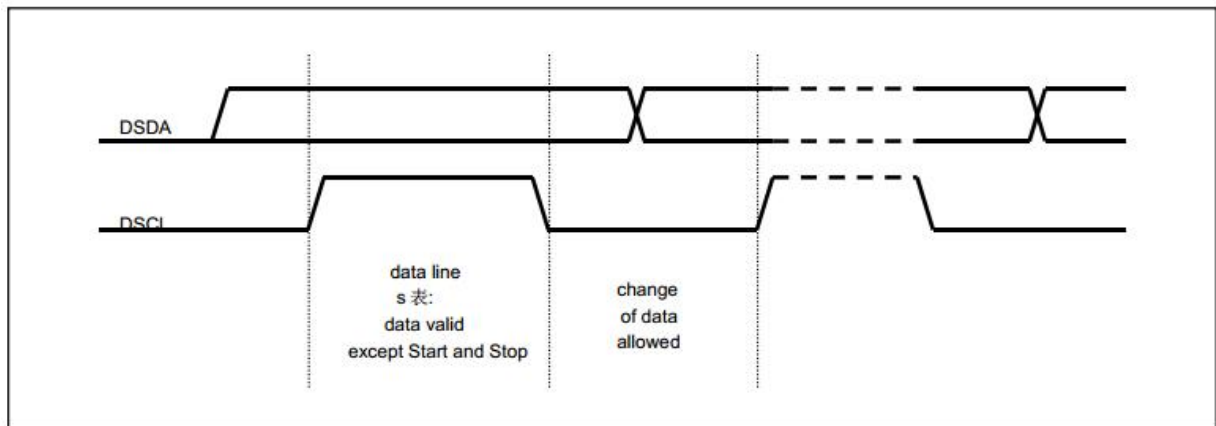 DSDA
DSCL
data line
s 表:
data valid
except Start and Stop
change
of data
allowed